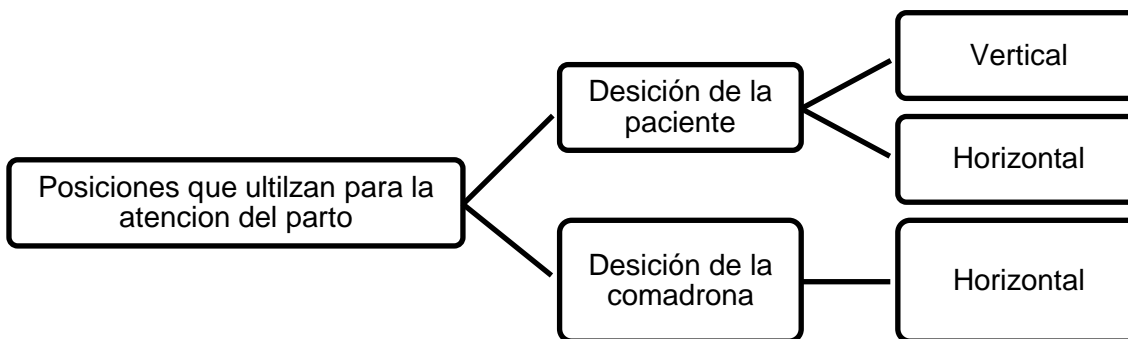 Posiciones que ultilzan para la
atencion del parto
Desición de la
paciente
Vertical
Horizontal
Desición de la
comadrona
Horizontal